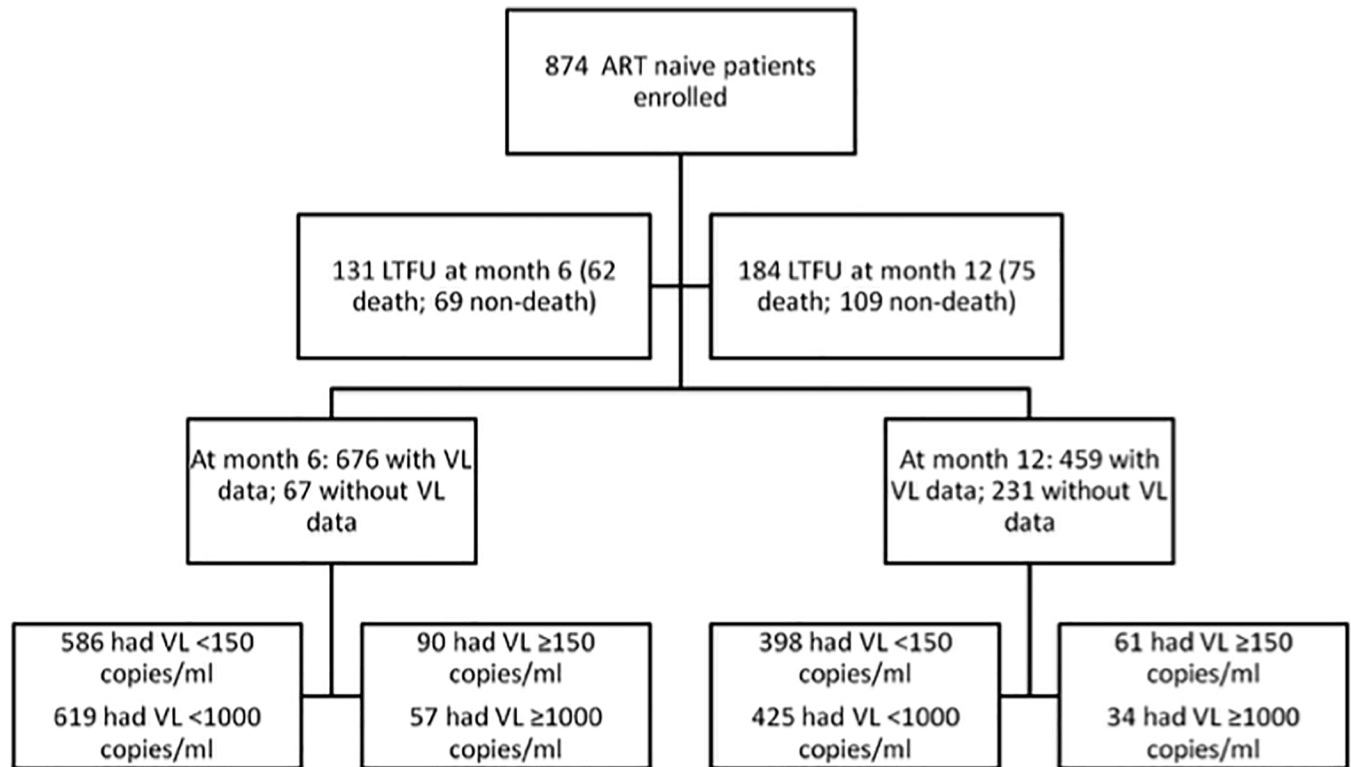 874 ART naive patients
enrolled
131 LTFU at month 6 (62
death; 69 non-death)
184 LTFU at month 12 (75
death; 109 non-death)
At month 6: 676 with VL
data; 67 without VL
data
At month 12: 459 with
VL data; 231 without VL
data
586 had VL <150
copies/ml
619 had VL <1000
copies/ml
90 had VL ≥150
copies/ml
57 had VL ≥1000
copies/ml
398 had VL <150
copies/ml
425 had VL <1000
copies/ml
61 had VL ≥150
copies/ml
34 had VL ≥1000
copies/ml